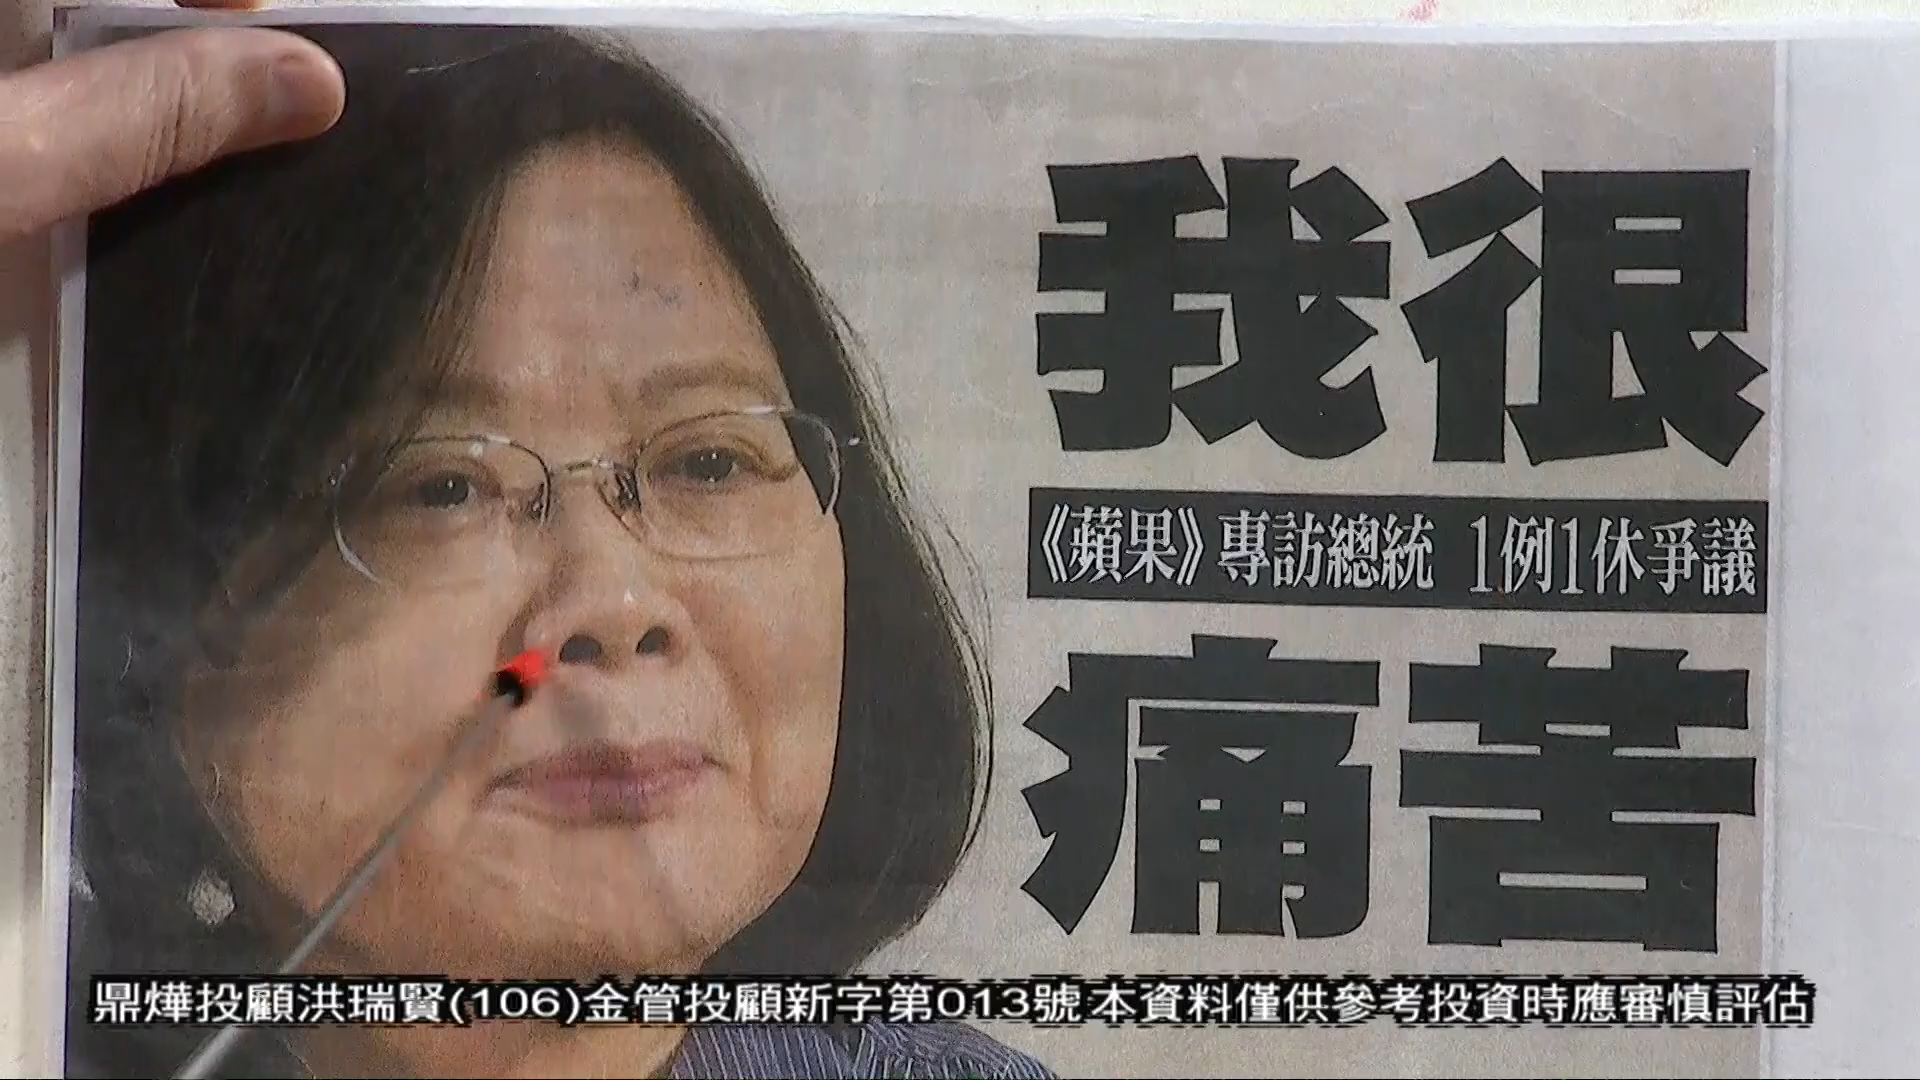 我很
《蘋果》專訪總統 1例1休爭議
痛苦
鼎燁投顧洪瑞賢(106)金管投顧新字第013號 本資料僅供參考投資時應審慎評估